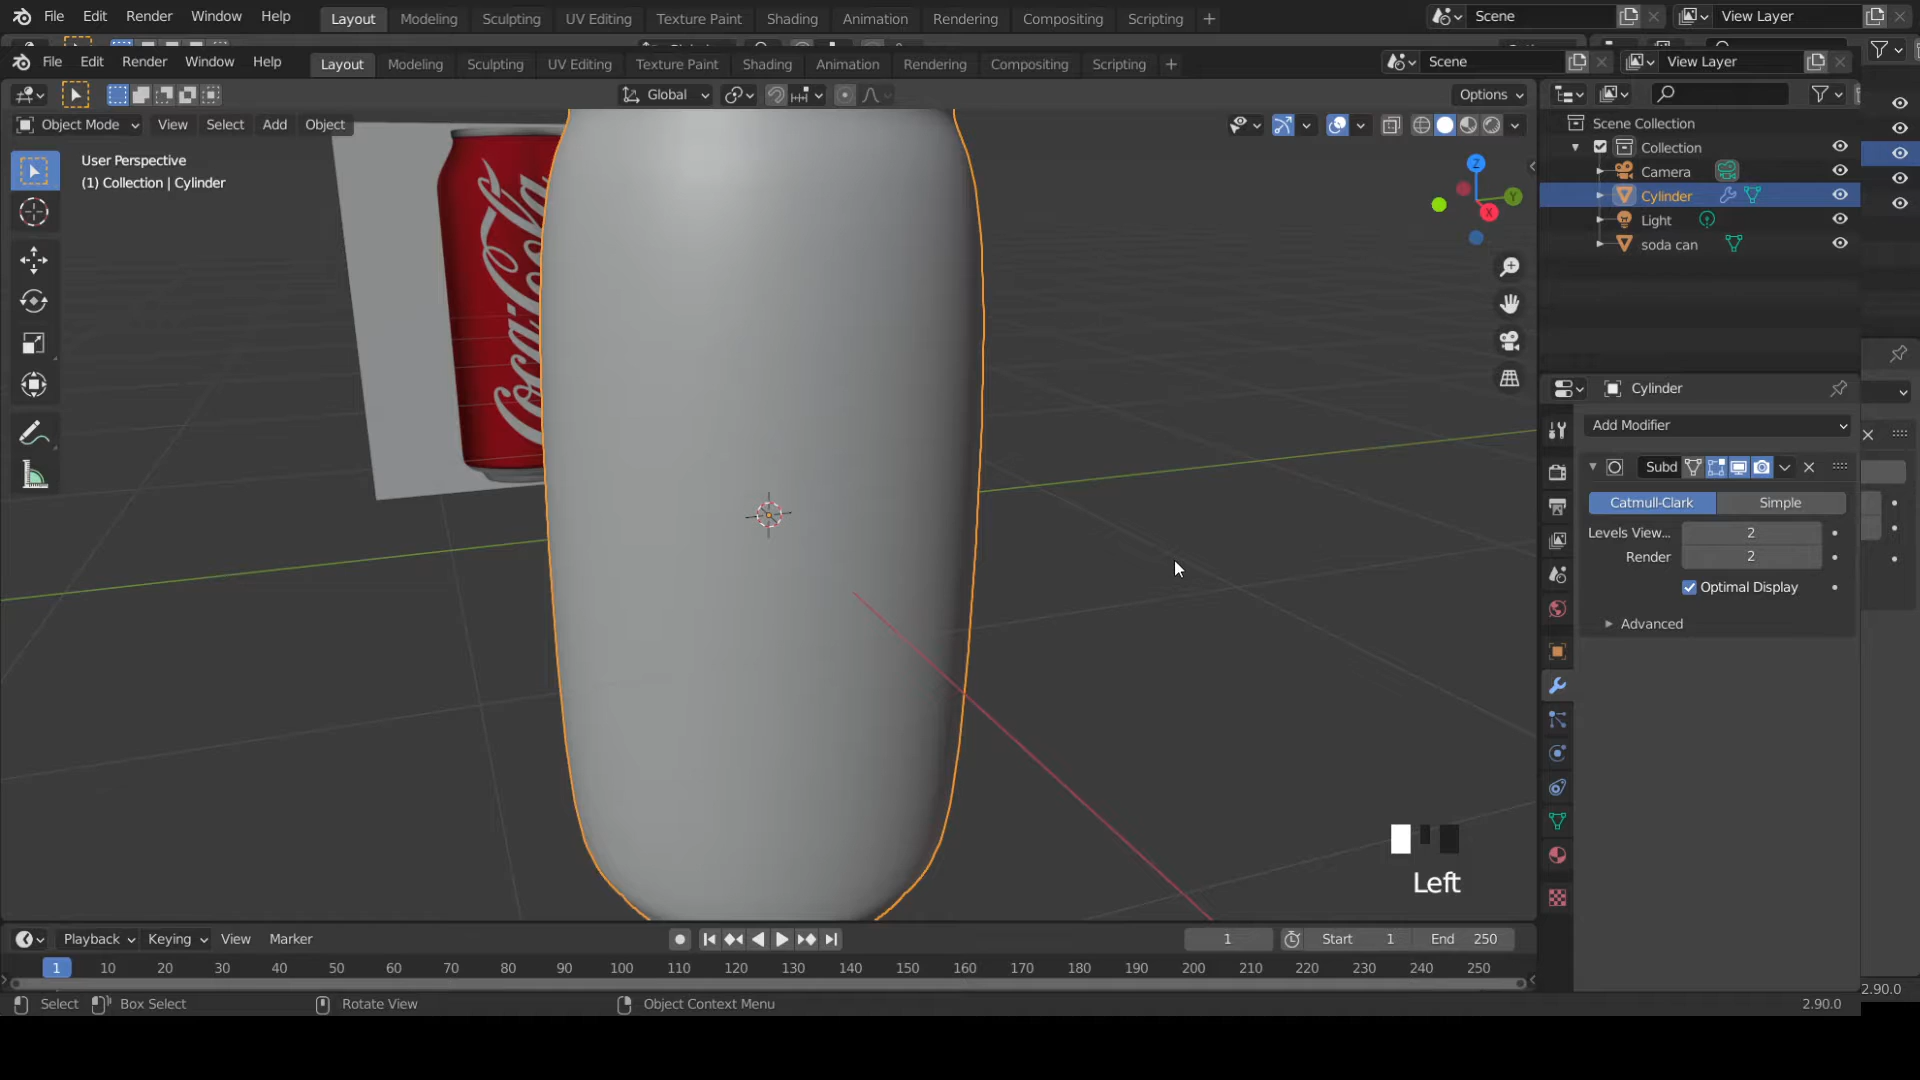 File Edit Render Window Help Layout Modeling Sculpting UV Editing Texture Paint Shading Animation Rendering Compositing Scripting + Scene View Layer
File Edit Render Window Help Layout Modeling Sculpting UV Editing Texture Paint Shading Animation Rendering Compositing Scripting + Scene View Layer
Global Options
Object Mode View Select Add Object
User Perspective
(1) Collection | Cylinder
Coca-Cola
Z
Y
X
Scene Collection
Collection
Camera
Cylinder
Light
soda can
Cylinder
Add Modifier
Subd
Catmull-Clark Simple
Levels View... 2
Render 2
Optimal Display
Advanced
Left
Playback Keying View Marker 1 Start 1 End 250
1 10 20 30 40 50 60 70 80 90 100 110 120 130 140 150 160 170 180 190 200 210 220 230 240 250
Select Box Select Rotate View Object Context Menu 2.90.0
2.90.0